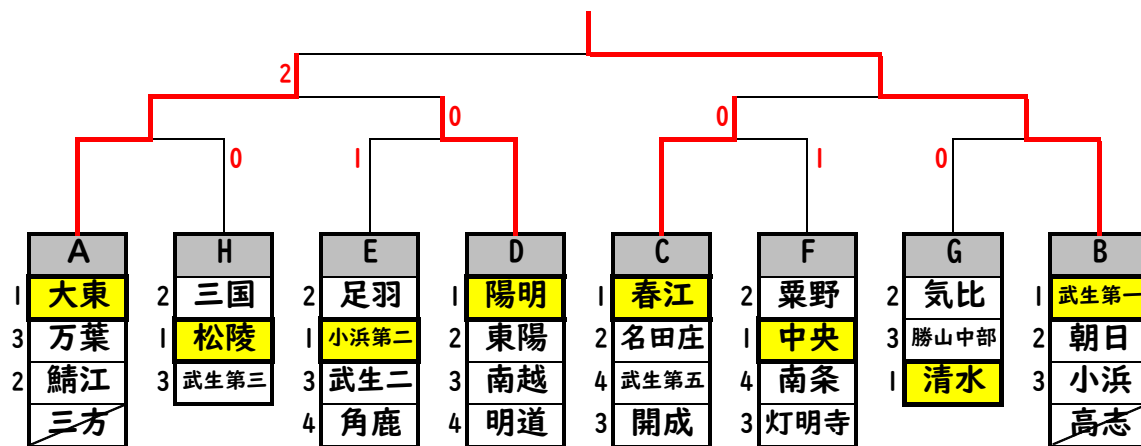 2
0
0
0
1
1
0
A H E D C F G B
1 大東 2 三国 2 足羽 1 陽明 1 春江 2 粟野 2 気比 1 武生第一
3 万葉 1 松陵 1 小浜第二 2 東陽 2 名田庄 1 中央 3 勝山中部 2 朝日
2 鯖江 3 武生第三 3 武生二 3 南越 4 武生第五 4 南条 1 清水 3 小浜
三方 4 角鹿 4 明道 3 開成 3 灯明寺 高志